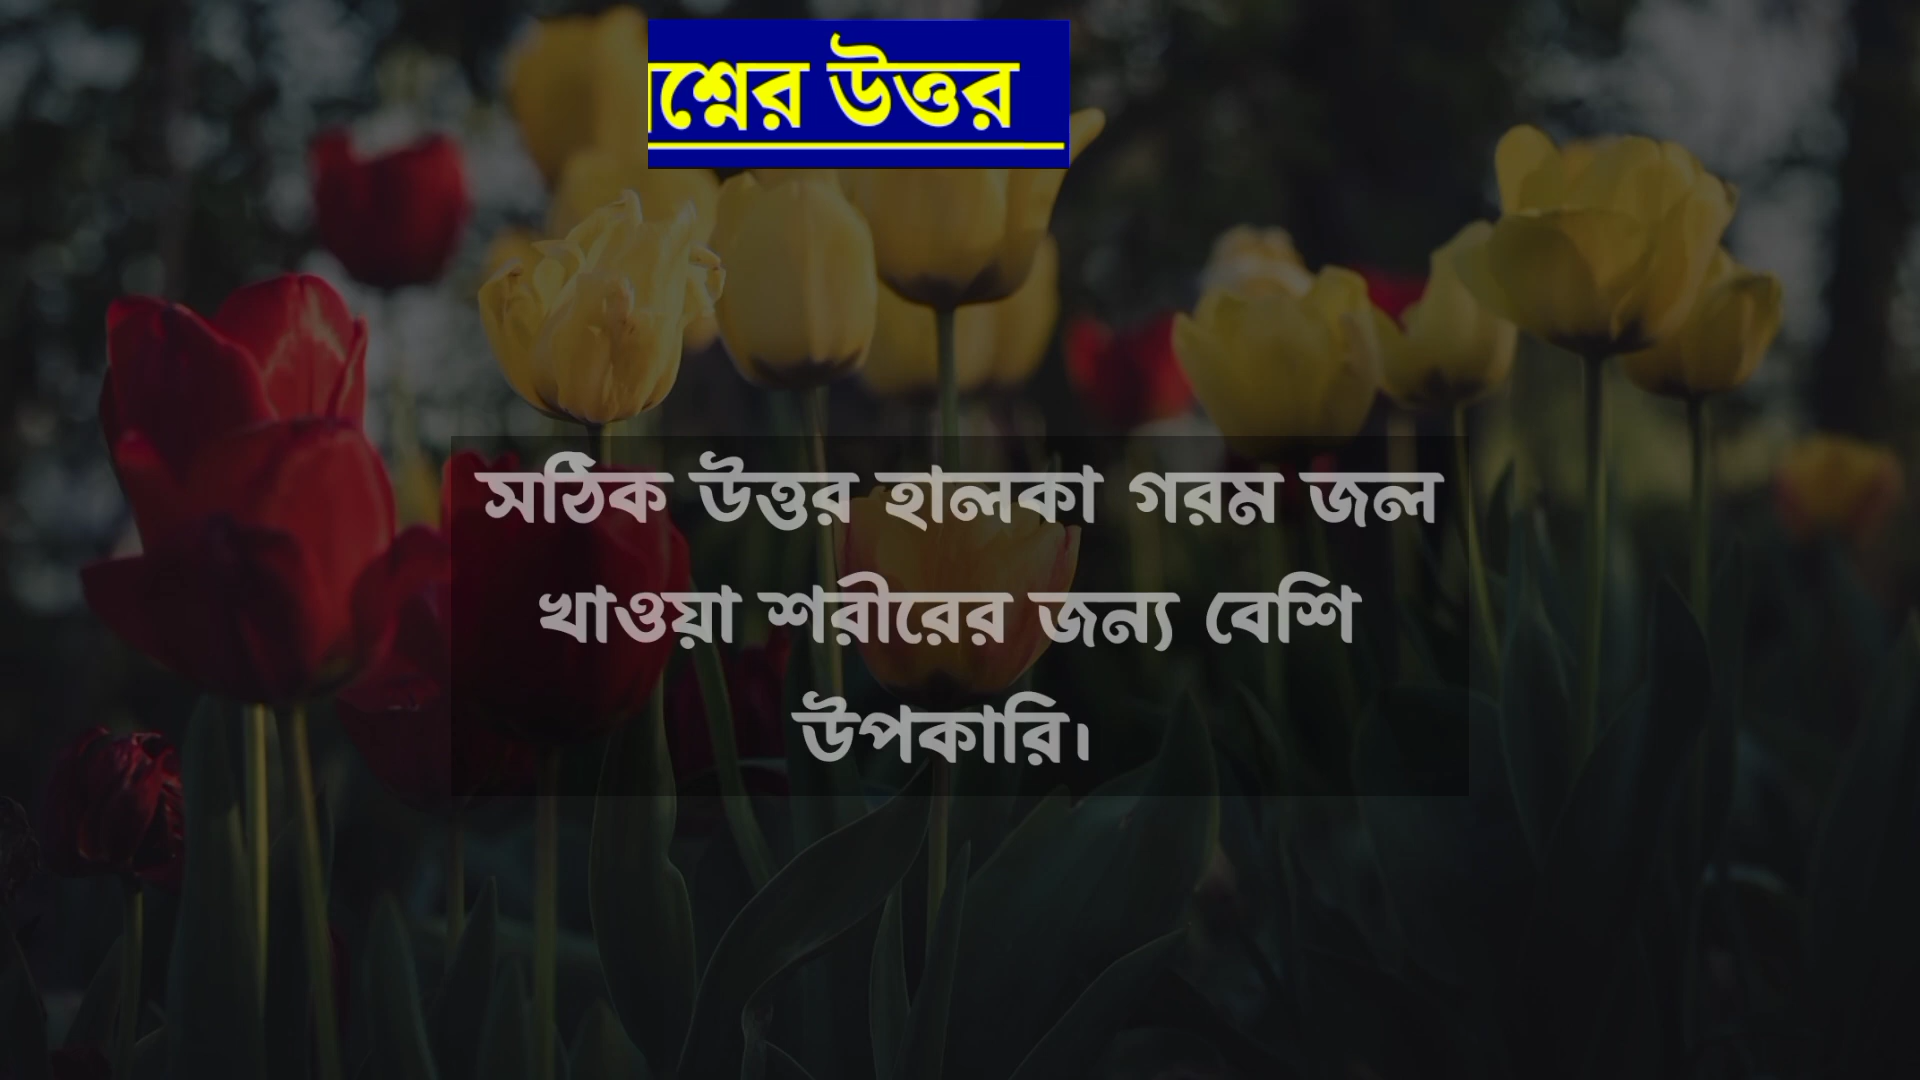 উত্তর
সঠিক উত্তর হালকা গরম জল
খাওয়া শরীরের জন্য বেশি
উপকারি।